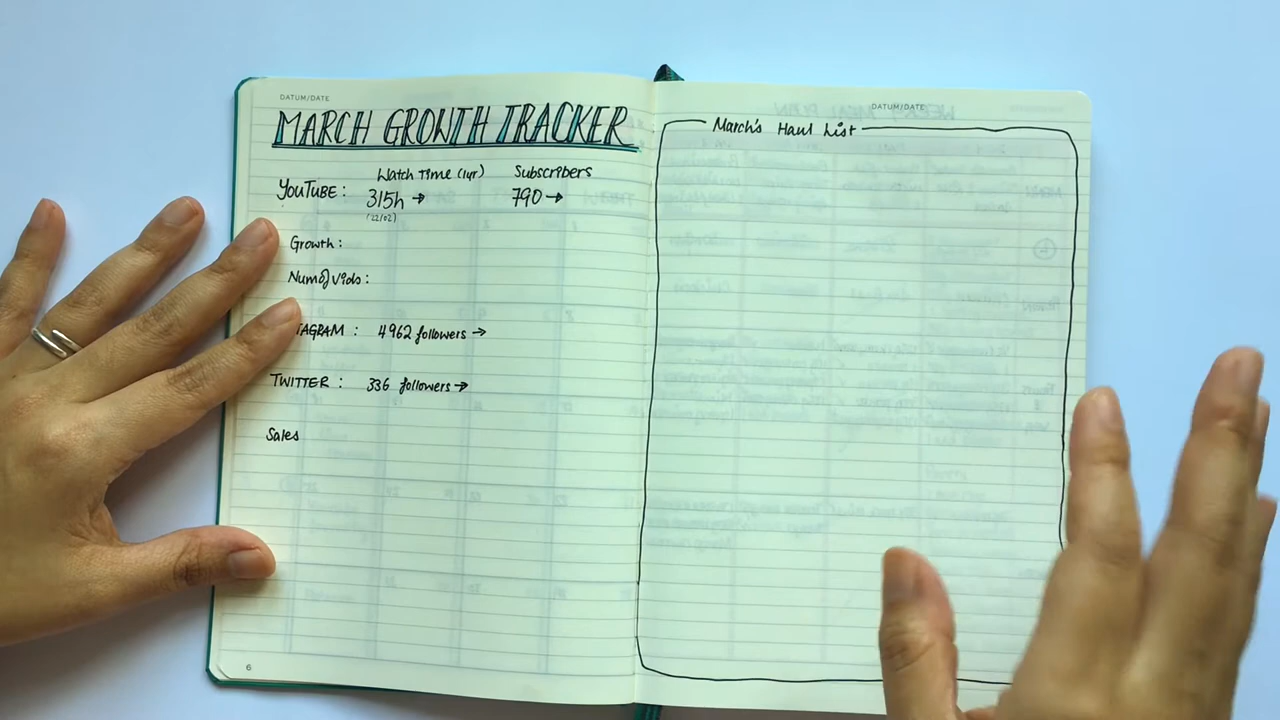 DATUM/DATE
MARCH GROWTH TRACKER
Watch Time (1yr) Subscribers
YOUTUBE: 315h → 790 →
(22/02)
Growth:
Num of Vids:
TAGRAM : 4962 followers →
TWITTER : 336 followers →
Sales
6
DATUM/DATE
March's Haul List